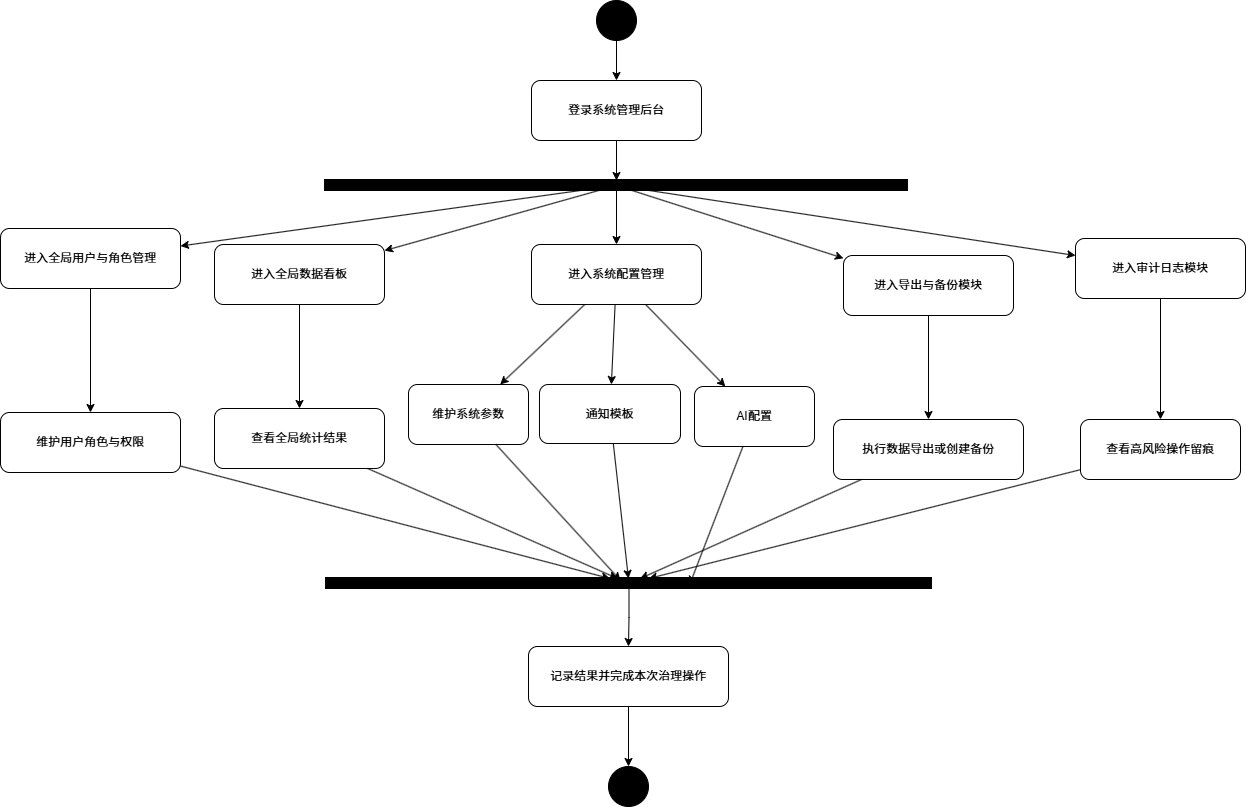 登录系统管理后台
进入全局用户与角色管理
进入全局数据看板
进入系统配置管理
进入导出与备份模块
进入审计日志模块
维护用户角色与权限
查看全局统计结果
维护系统参数
通知模板
AI配置
执行数据导出或创建备份
查看高风险操作留痕
记录结果并完成本次治理操作